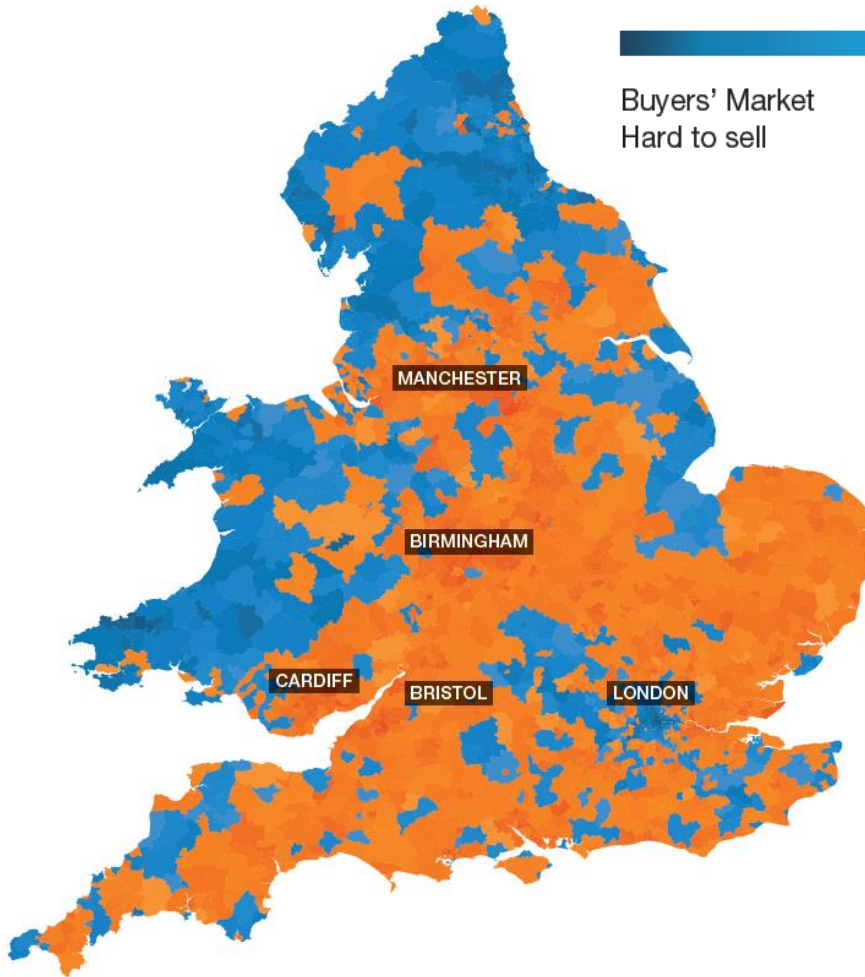 Buyers’ Market
Hard to sell
MANCHESTER
BIRMINGHAM
CARDIFF
BRISTOL
LONDON